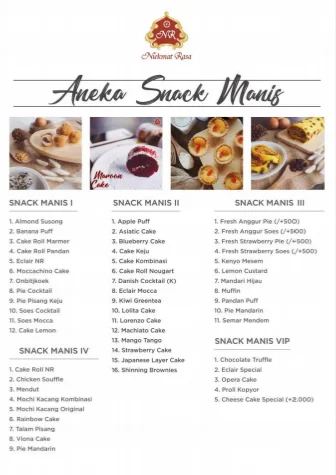 NR
Nickmat Rasa
Aneka Snack Manis
Maroon
Cake
SNACK MANIS I
1. Almond Susong
2. Banana Puff
3. Cake Roll Marmer
4. Cake Roll Pandan
5. Eclair NR
6. Moccachino Cake
7. Onbitjkoek
8. Pie Cocktail
9. Pie Pisang Keju
10. Soes Cocktail
11. Soes Mocca
12. Cake Lemon
SNACK MANIS IV
1. Cake Roll NR
2. Chicken Souffle
3. Mendut
4. Mochi Kacang Kombinasi
5. Mochi Kacang Original
6. Rainbow Cake
7. Talam Pisang
8. Viona Cake
9. Pie Mandarin
SNACK MANIS II
1. Apple Puff
2. Asiatic Cake
3. Blueberry Cake
4. Cake Keju
5. Cake Kombinasi
6. Cake Roll Nougart
7. Danish Cocktail (K)
8. Eclair Mocca
9. Kiwi Greentea
10. Lolita Cake
11. Lorenzo Cake
12. Machiato Cake
13. Mango Tango
14. Strawberry Cake
15. Japanese Layer Cake
16. Shinning Brownies
SNACK MANIS III
1. Fresh Anggur Pie (/+500)
2. Fresh Anggur Soes (/+500)
3. Fresh Strawberry Pie (/+500)
4. Fresh Strawberry Soes (/+500)
5. Kenyo Mesem
6. Lemon Custard
7. Mandari Hijau
8. Muffin
9. Pandan Puff
10. Pie Mandarin
11. Semar Mendem
SNACK MANIS VIP
1. Chocolate Truffle
2. Eclair Special
3. Opera Cake
4. Proll Kopyor
5. Cheese Cake Special (+2.000)